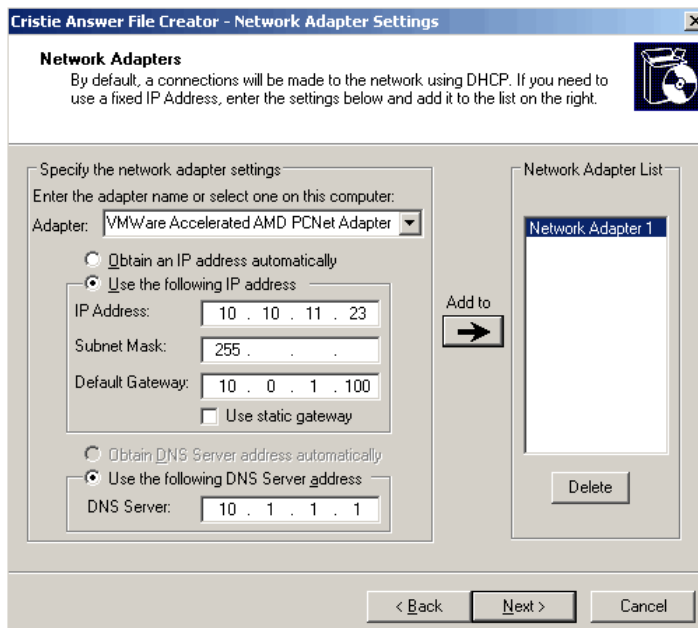 Cristie Answer File Creator - Network Adapter Settings
Network Adapters
By default, a connections will be made to the network using DHCP. If you need to
use a fixed IP Address, enter the settings below and add it to the list on the right.
Specify the network adapter settings
Enter the adapter name or select one on this computer:
Adapter: VMWare Accelerated AMD PCNet Adapter
Obtain an IP address automatically
Use the following IP address
IP Address: 10 . 10 . 11 . 23
Subnet Mask: 255 . . .
Default Gateway: 10 . 0 . 1 . 100
Use static gateway
Obtain DNS Server address automatically
Use the following DNS Server address
DNS Server: 10 . 1 . 1 . 1
Add to
Network Adapter List
Network Adapter 1
Delete
< Back
Next >
Cancel